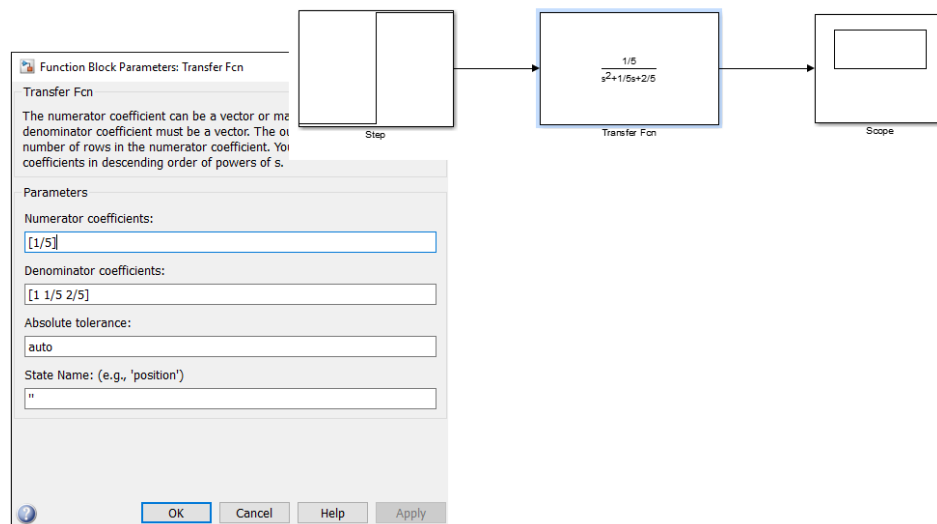 Function Block Parameters: Transfer Fcn
Transfer Fcn
The numerator coefficient can be a vector or ma
denominator coefficient must be a vector. The ou
number of rows in the numerator coefficient. You
coefficients in descending order of powers of s.
Parameters
Numerator coefficients:
[1/5]
Denominator coefficients:
[1 1/5 2/5]
Absolute tolerance:
auto
State Name: (e.g., 'position')
''
OK Cancel Help Apply
Step
1/5
s²+1/5s+2/5
Transfer Fcn
Scope